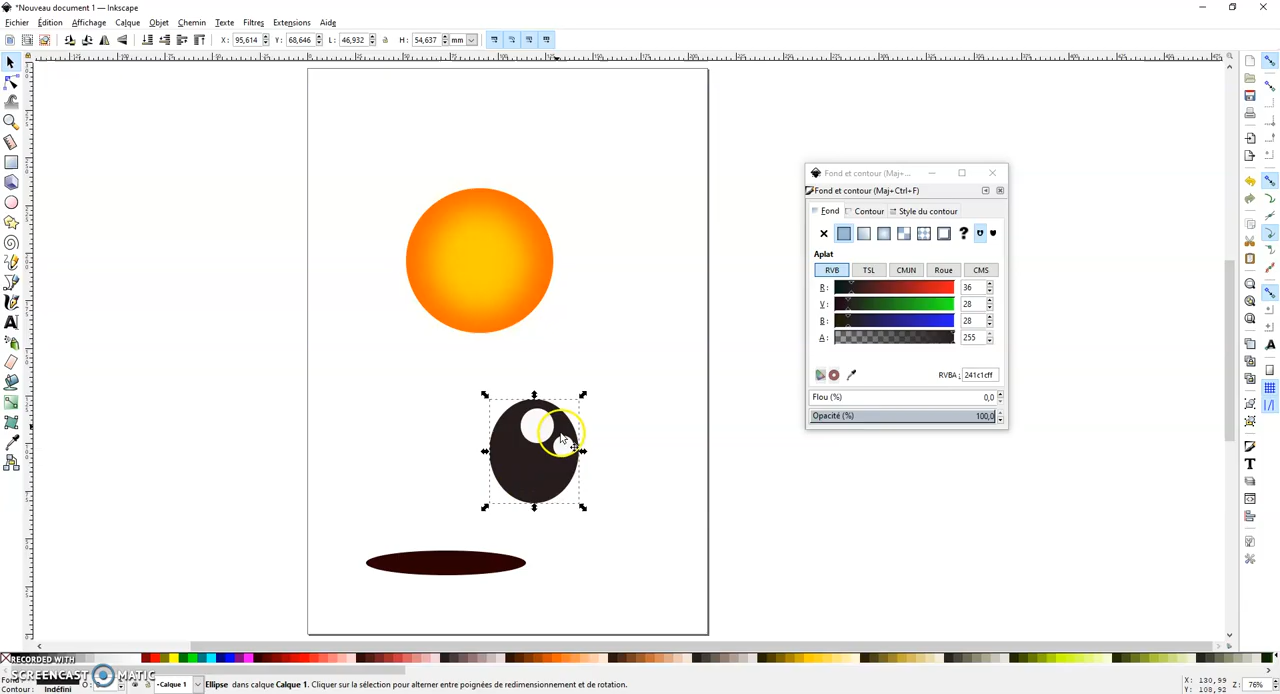 *Nouveau document 1 — Inkscape
Fichier Édition Affichage Calque Objet Chemin Texte Filtres Extensions Aide
X: 95,614 Y: 68,646 L: 46,932 H: 54,637 mm
Fond et contour (Maj+...
Fond et contour (Maj+Ctrl+F)
Fond Contour Style du contour
Aplat
RVB TSL CMJN Roue CMS
R: 36
V: 28
B: 28
A: 255
RVBA: 241c1cff
Flou (%) 0,0
Opacité (%) 100,0
RECORDED WITH
SCREENCAST MATIC
Fond :
Contour : Indéfini
O:
Calque 1
Ellipse dans calque Calque 1. Cliquer sur la sélection pour alterner entre poignées de redimensionnement et de rotation.
X: 130,99
Y: 108,92
Z: 76%